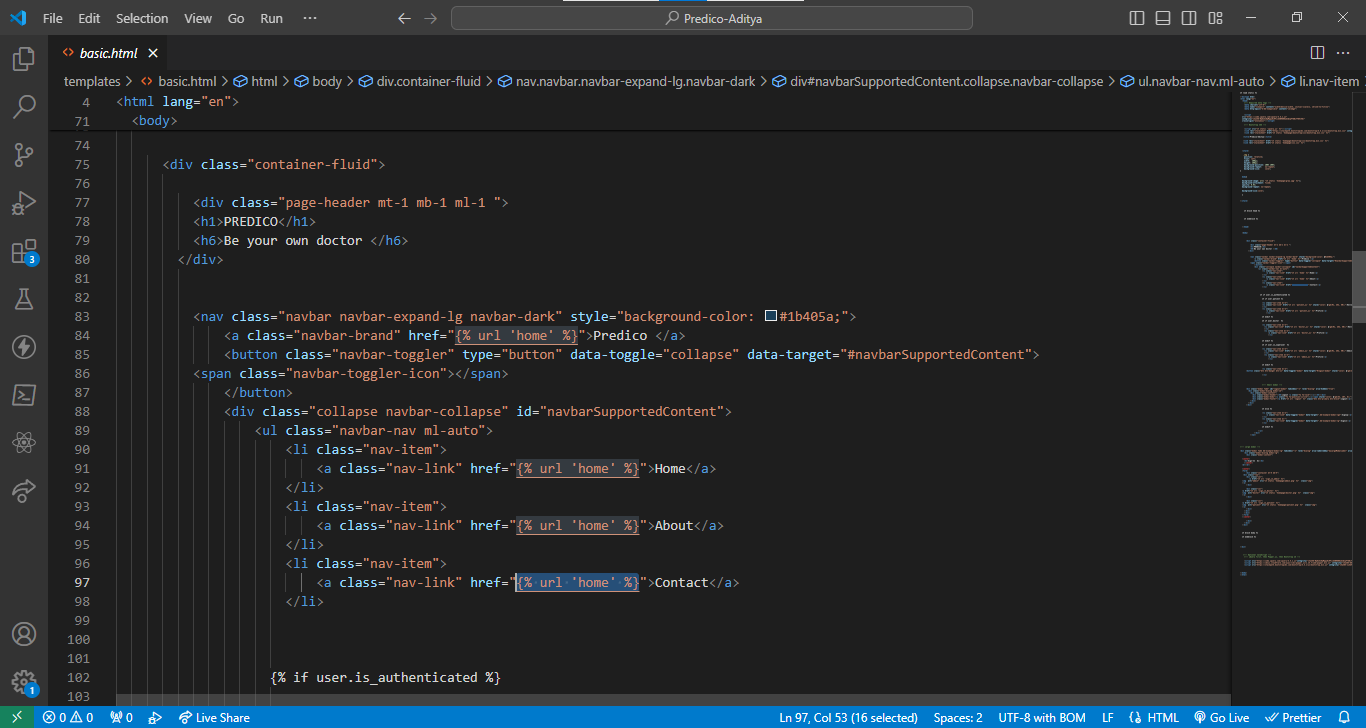 File Edit Selection View Go Run ··· Predico-Aditya
basic.html
templates > basic.html > html > body > div.container-fluid > nav.navbar.navbar-expand-lg.navbar-dark > div#navbarSupportedContent.collapse.navbar-collapse > ul.navbar-nav.ml-auto > li.nav-item
4 <html lang="en">
71 <body>
74
75 <div class="container-fluid">
76
77 <div class="page-header mt-1 mb-1 ml-1 ">
78 <h1>PREDICO</h1>
79 <h6>Be your own doctor </h6>
80 </div>
81
82
83 <nav class="navbar navbar-expand-lg navbar-dark" style="background-color: #1b405a;">
84 <a class="navbar-brand" href="{% url 'home' %}">Predico </a>
85 <button class="navbar-toggler" type="button" data-toggle="collapse" data-target="#navbarSupportedContent">
86 <span class="navbar-toggler-icon"></span>
87 </button>
88 <div class="collapse navbar-collapse" id="navbarSupportedContent">
89 <ul class="navbar-nav ml-auto">
90 <li class="nav-item">
91 <a class="nav-link" href="{% url 'home' %}">Home</a>
92 </li>
93 <li class="nav-item">
94 <a class="nav-link" href="{% url 'home' %}">About</a>
95 </li>
96 <li class="nav-item">
97 <a class="nav-link" href="{% url 'home' %}">Contact</a>
98 </li>
99
100
101
102 {% if user.is_authenticated %}
103
3
1
0 0 0 Live Share Ln 97, Col 53 (16 selected) Spaces: 2 UTF-8 with BOM LF HTML Go Live Prettier